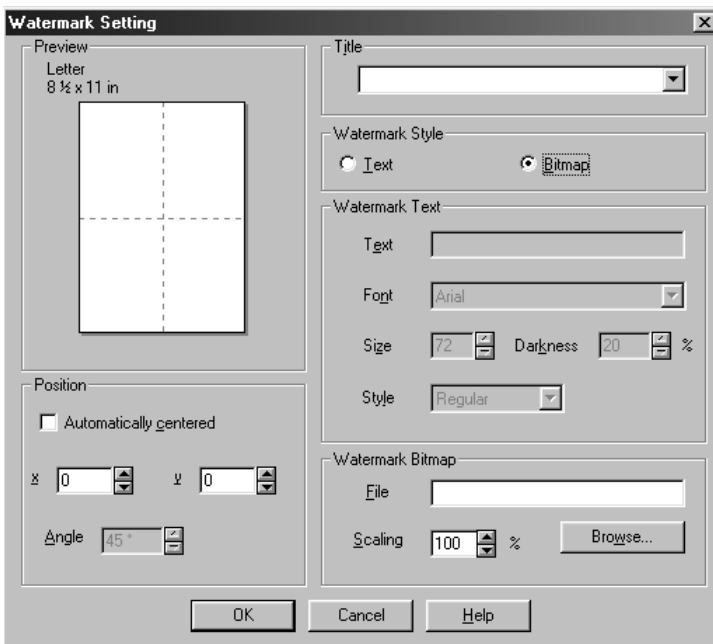 Watermark Setting
Preview
Letter
8 ½ x 11 in
Title
Watermark Style
Text
Bitmap
Watermark Text
Text
Font
Arial
Size
72
Darkness
20
%
Style
Regular
Position
Automatically centered
x
0
y
0
Angle
45 °
Watermark Bitmap
File
Scaling
100
%
Browse...
OK
Cancel
Help